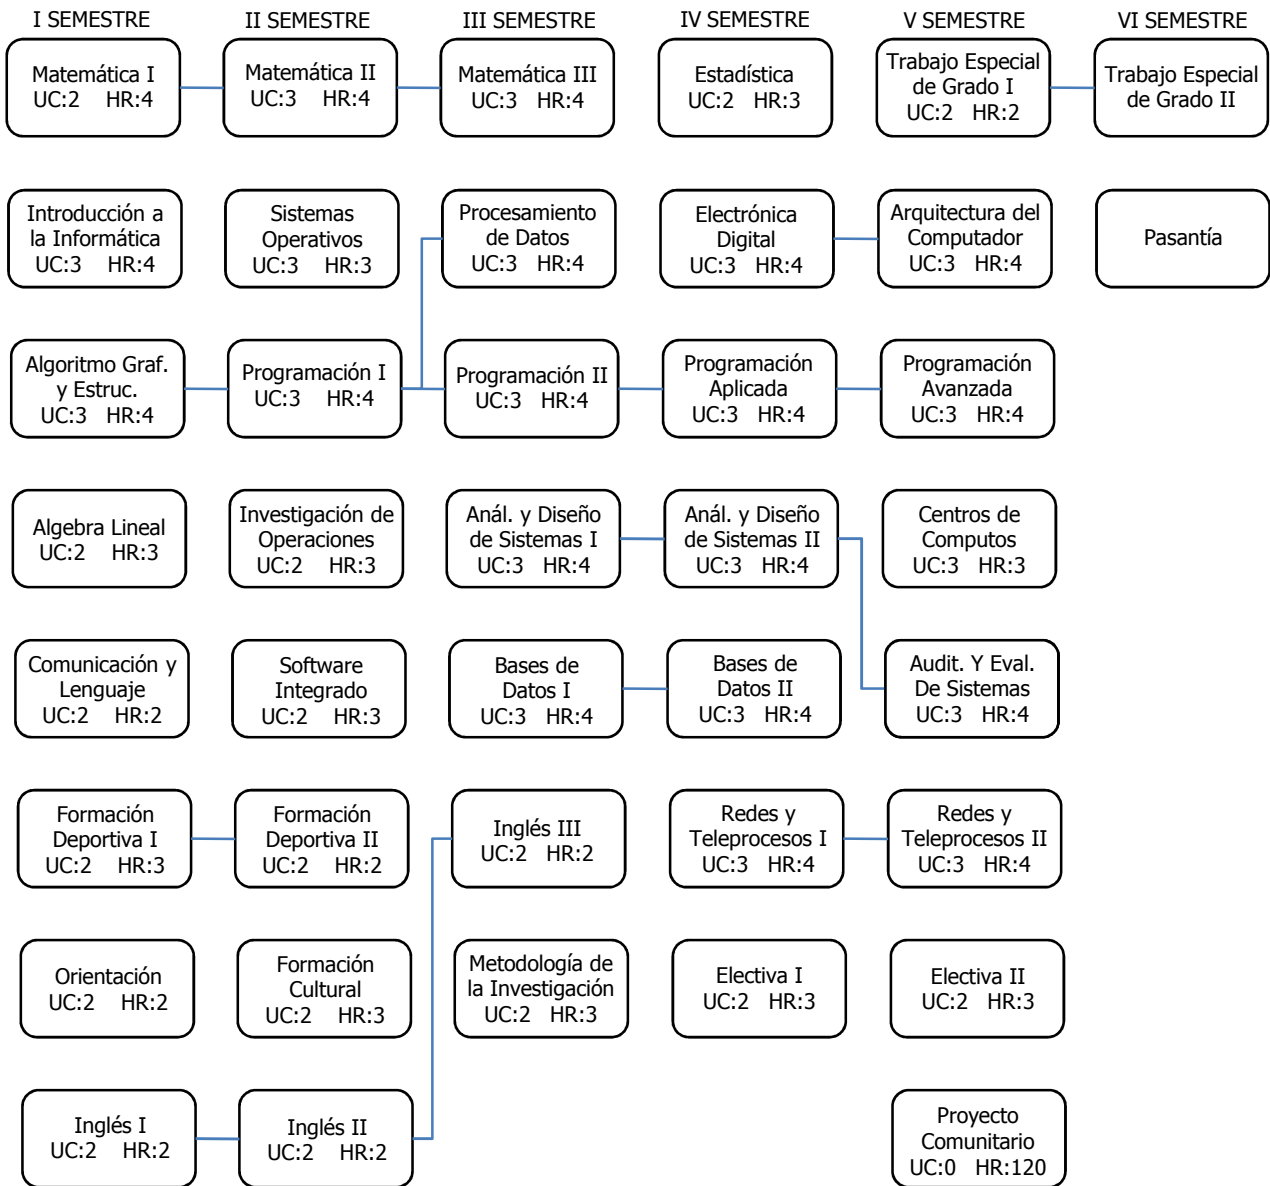 I SEMESTRE
II SEMESTRE
III SEMESTRE
IV SEMESTRE
V SEMESTRE
VI SEMESTRE
Matemática I
UC:2 HR:4
Matemática II
UC:3 HR:4
Matemática III
UC:3 HR:4
Estadística
UC:2 HR:3
Trabajo Especial
de Grado I
UC:2 HR:2
Trabajo Especial
de Grado II
Introducción a
la Informática
UC:3 HR:4
Sistemas
Operativos
UC:3 HR:3
Procesamiento
de Datos
UC:3 HR:4
Electrónica
Digital
UC:3 HR:4
Arquitectura del
Computador
UC:3 HR:4
Pasantía
Algoritmo Graf.
y Estruc.
UC:3 HR:4
Programación I
UC:3 HR:4
Programación II
UC:3 HR:4
Programación
Aplicada
UC:3 HR:4
Programación
Avanzada
UC:3 HR:4
Algebra Lineal
UC:2 HR:3
Investigación de
Operaciones
UC:2 HR:3
Anál. y Diseño
de Sistemas I
UC:3 HR:4
Anál. y Diseño
de Sistemas II
UC:3 HR:4
Centros de
Computos
UC:3 HR:3
Comunicación y
Lenguaje
UC:2 HR:2
Software
Integrado
UC:2 HR:3
Bases de
Datos I
UC:3 HR:4
Bases de
Datos II
UC:3 HR:4
Audit. Y Eval.
De Sistemas
UC:3 HR:4
Formación
Deportiva I
UC:2 HR:3
Formación
Deportiva II
UC:2 HR:2
Inglés III
UC:2 HR:2
Redes y
Teleprocesos I
UC:3 HR:4
Redes y
Teleprocesos II
UC:3 HR:4
Orientación
UC:2 HR:2
Formación
Cultural
UC:2 HR:3
Metodología de
la Investigación
UC:2 HR:3
Electiva I
UC:2 HR:3
Electiva II
UC:2 HR:3
Inglés I
UC:2 HR:2
Inglés II
UC:2 HR:2
Proyecto
Comunitario
UC:0 HR:120